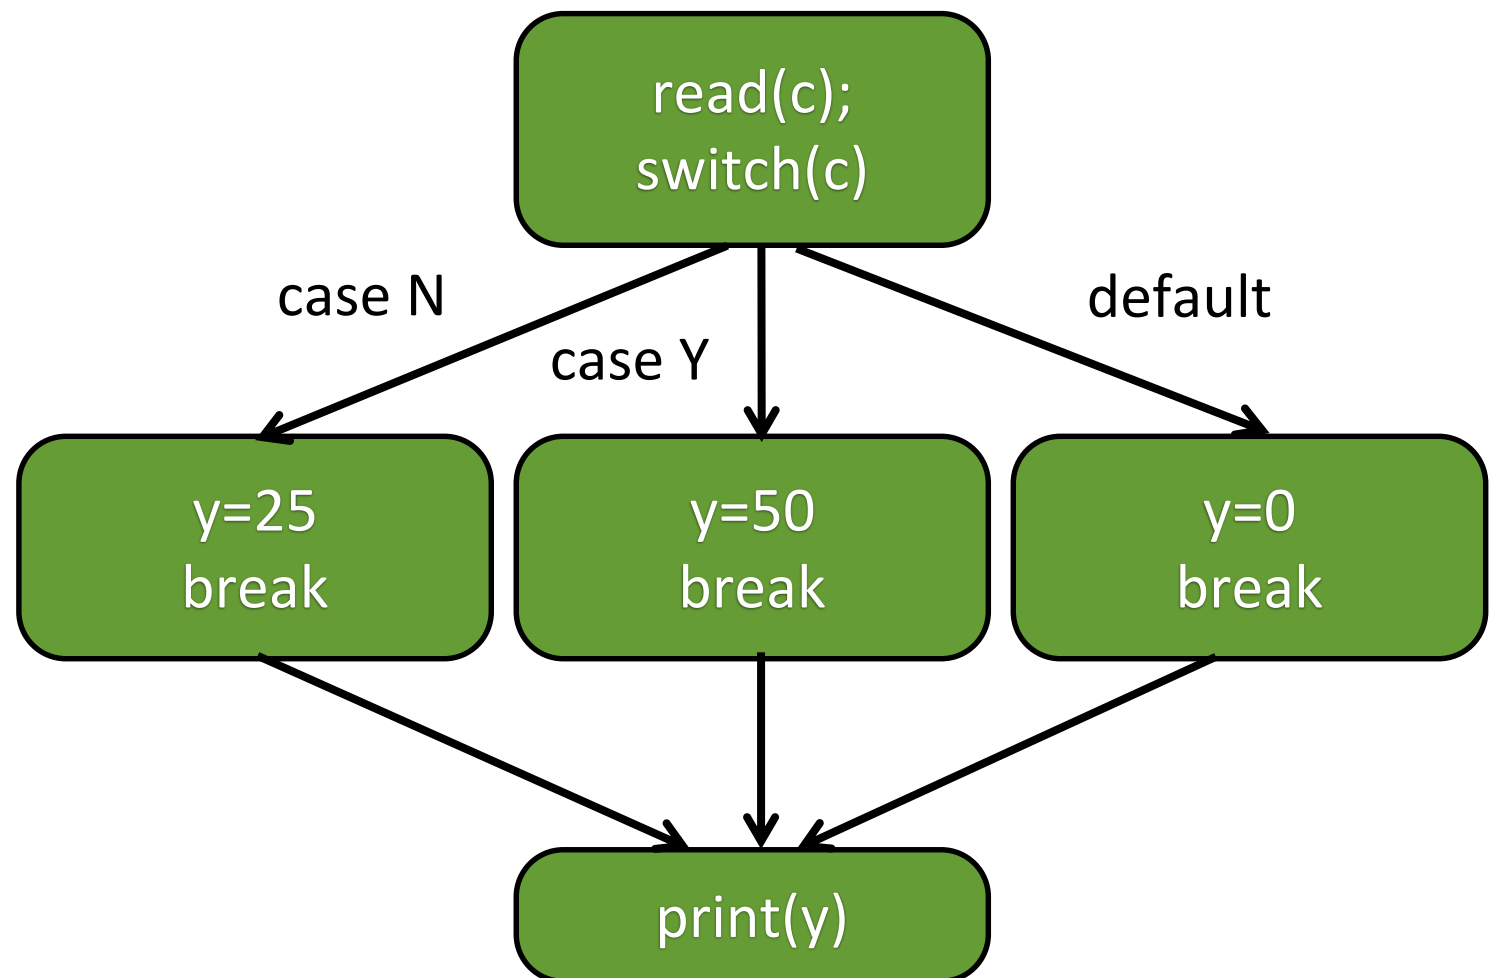 read(c);
switch(c)
case N
case Y
default
y=25
break
y=50
break
y=0
break
print(y)